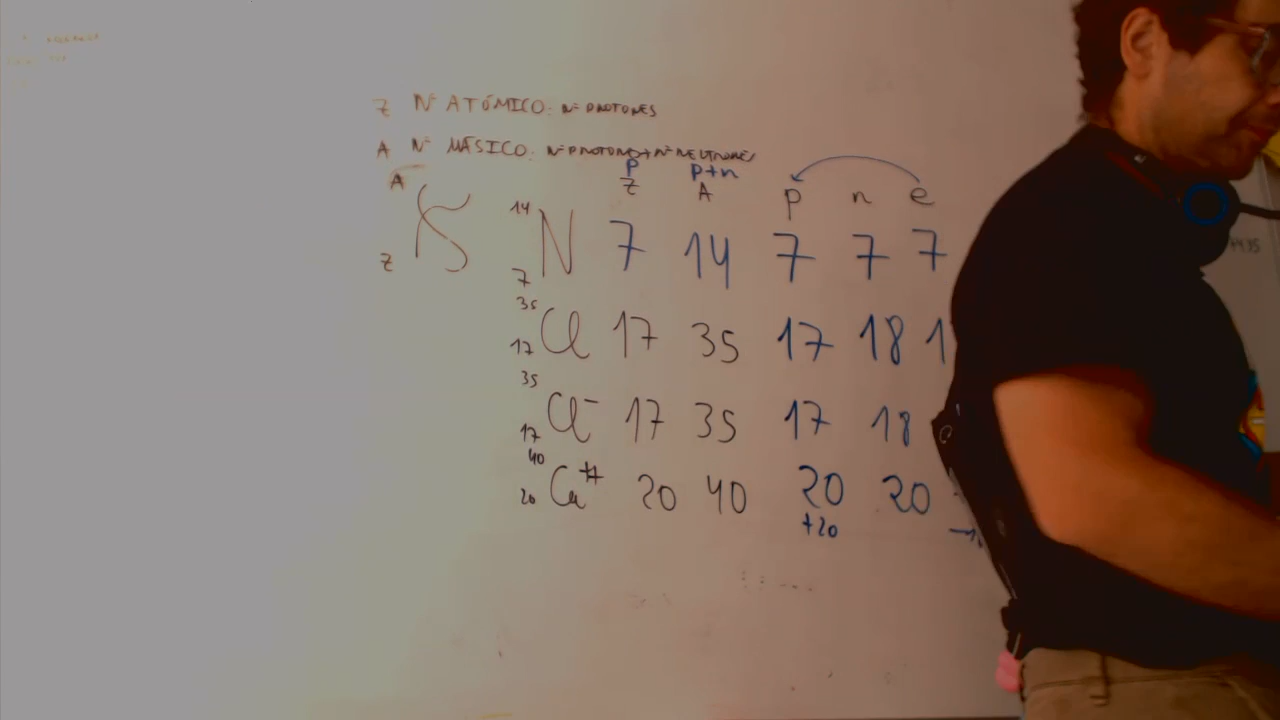 Z Nº ATÓMICO: Nº PROTONES
A Nº MÁSICO: Nº PROTONES + Nº NEUTRONES
P p+n
A Z A p n e
X
Z
14
N 7 14 7 7 7
7
35
Cl 17 35 17 18 1
17
35
Cl⁻ 17 35 17 18
17
40
Ca⁺⁺ 20 40 20 20
20
+20